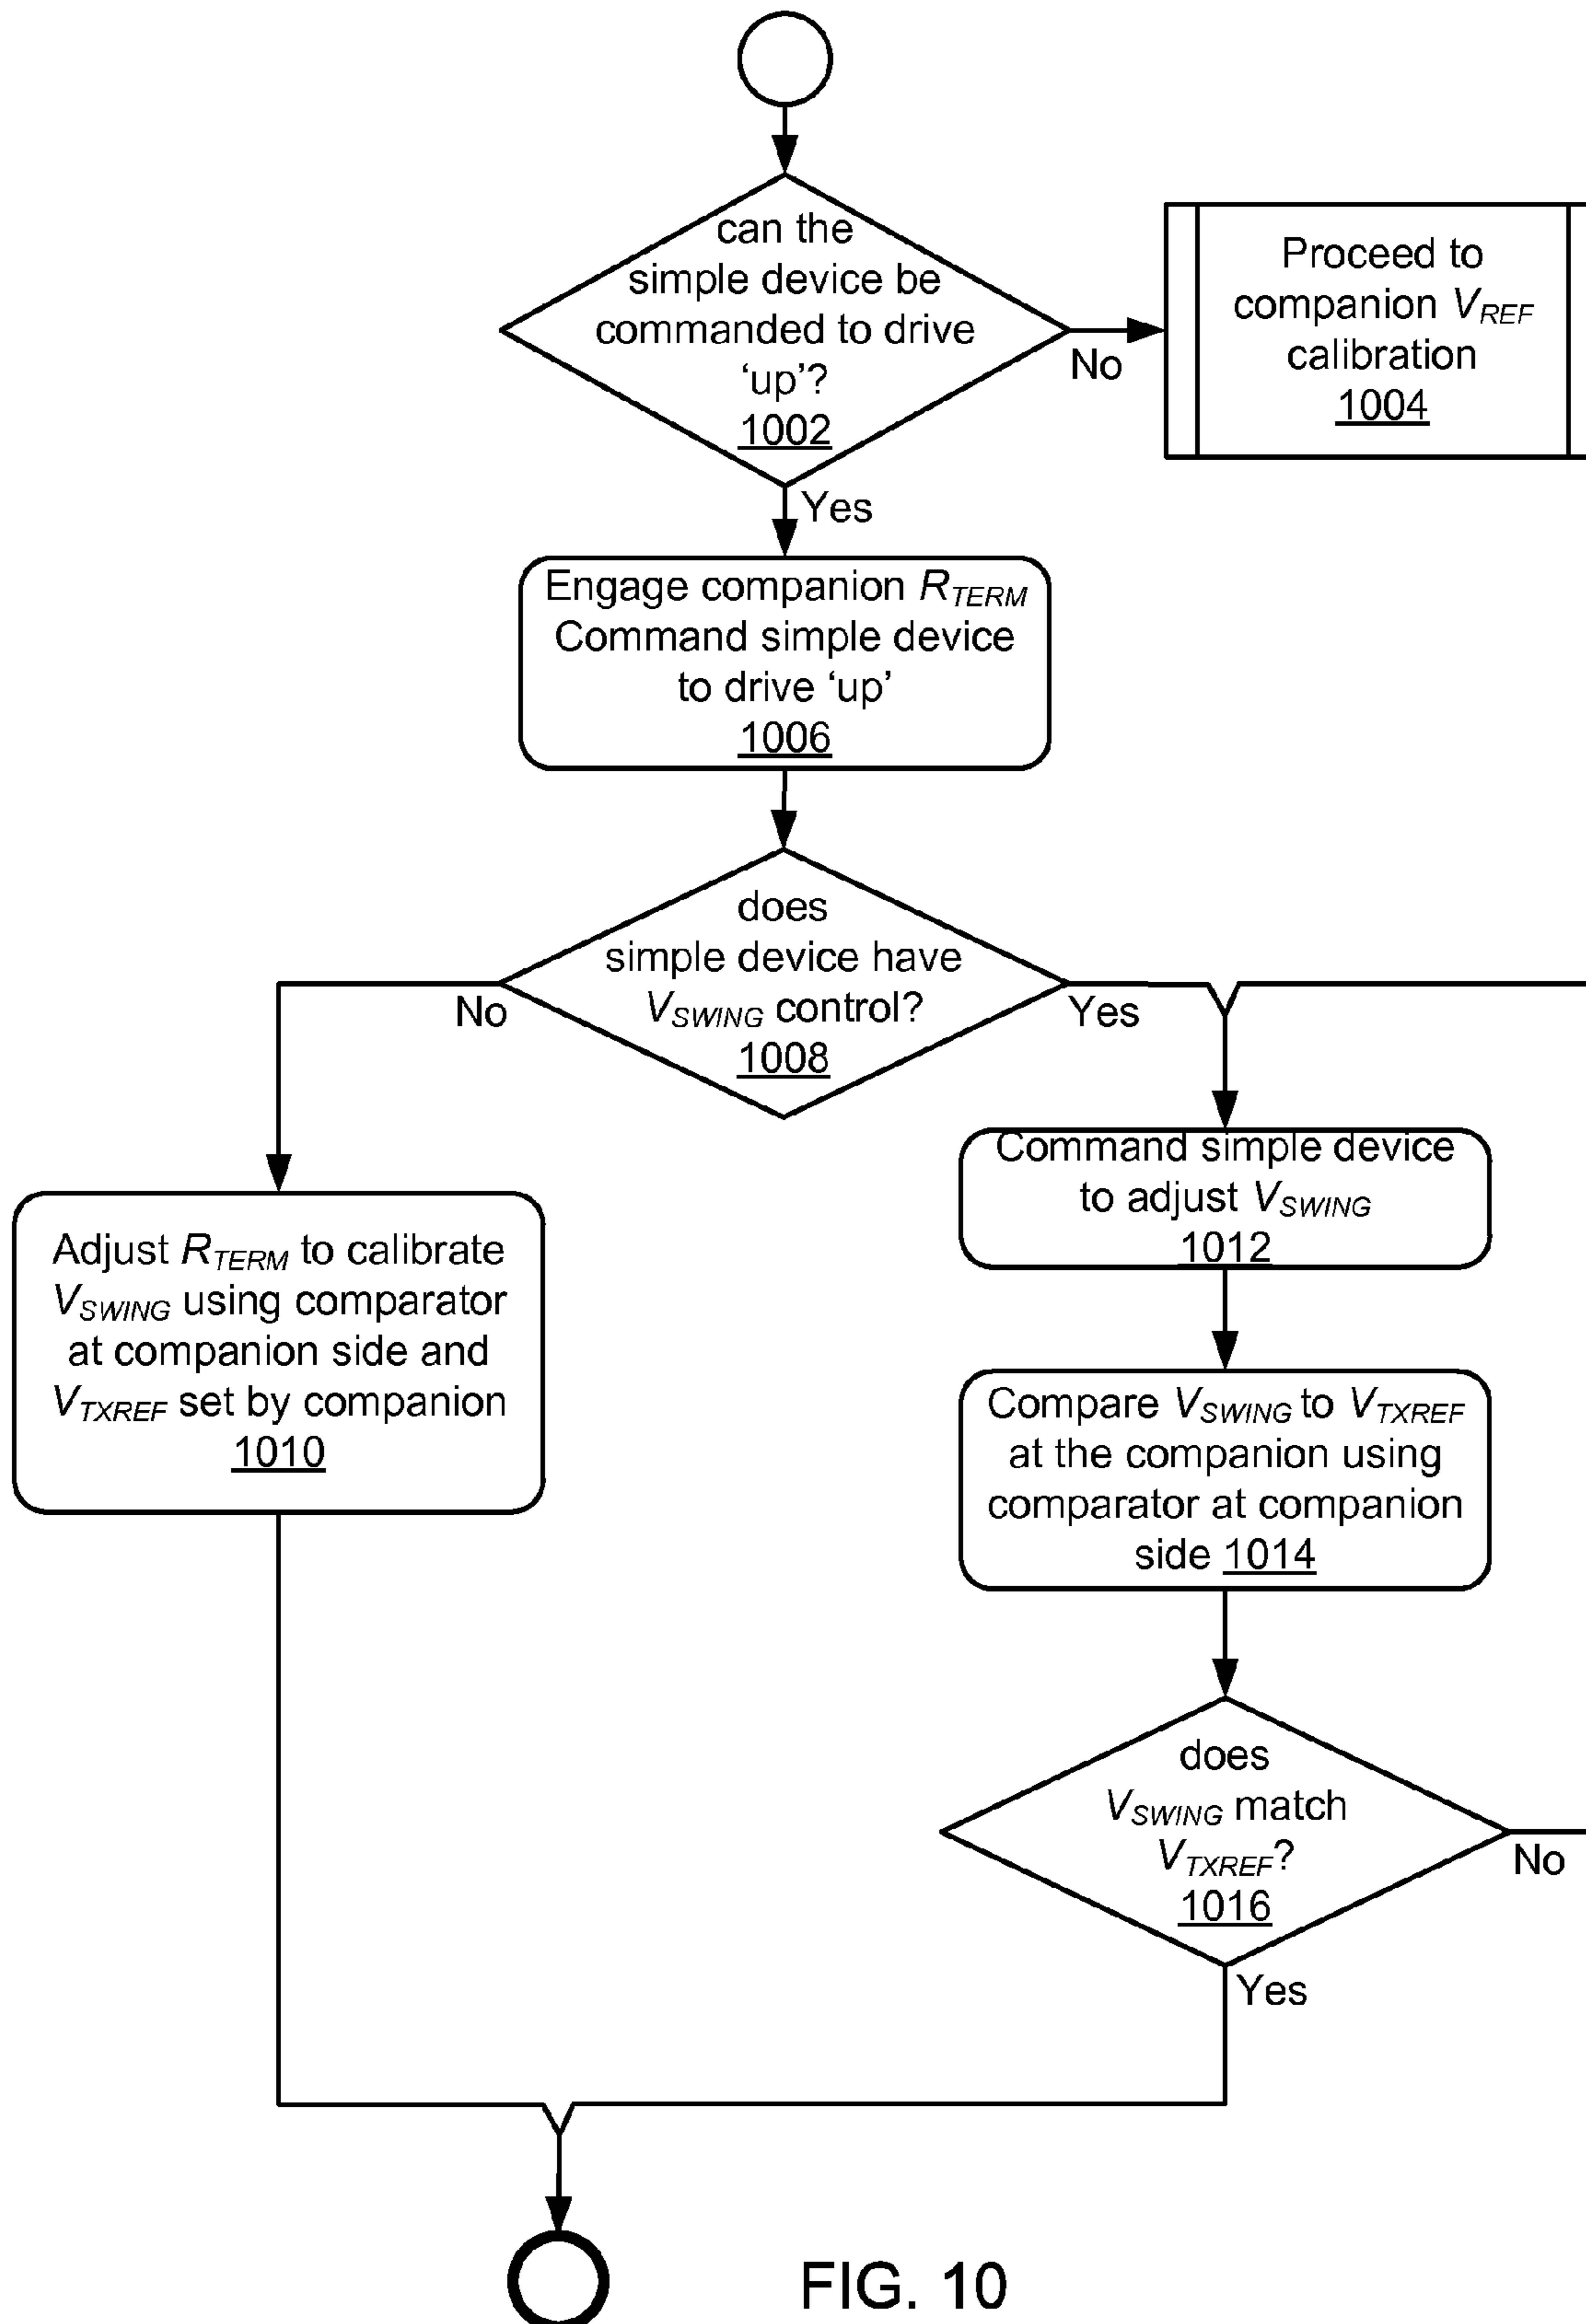 can the
simple device be
commanded to drive
‘up’?
1002
No
Proceed to
companion VREF
calibration
1004
Yes
Engage companion RTERM
Command simple device
to drive ‘up’
1006
does
simple device have
VSWING control?
1008
No
Yes
Adjust RTERM to calibrate
VSWING using comparator
at companion side and
VTXREF set by companion
1010
Command simple device
to adjust VSWING
1012
Compare VSWING to VTXREF
at the companion using
comparator at companion
side 1014
does
VSWING match
VTXREF?
1016
No
Yes
FIG. 10